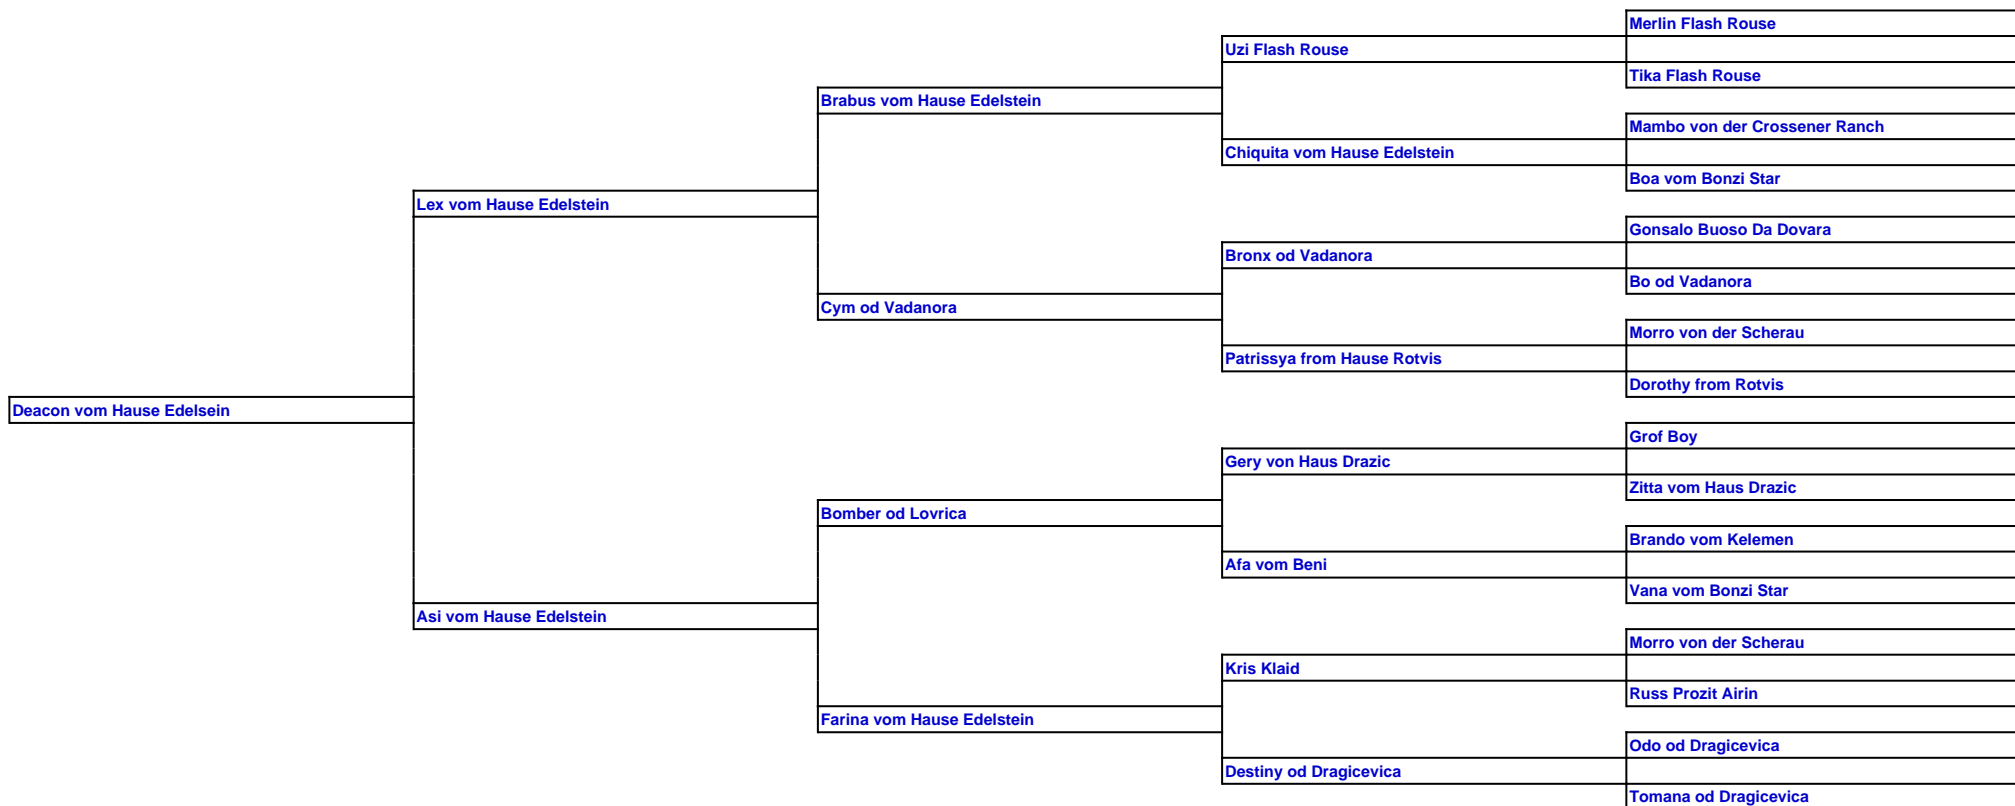 Merlin Flash Rouse
Uzi Flash Rouse
Tika Flash Rouse
Brabus vom Hause Edelstein
Mambo von der Crossener Ranch
Chiquita vom Hause Edelstein
Boa vom Bonzi Star
Lex vom Hause Edelstein
Gonsalo Buoso Da Dovara
Bronx od Vadanora
Bo od Vadanora
Cym od Vadanora
Morro von der Scherau
Patrissya from Hause Rotvis
Dorothy from Rotvis
Deacon vom Hause Edelsein
Grof Boy
Gery von Haus Drazic
Zitta vom Haus Drazic
Bomber od Lovrica
Brando vom Kelemen
Afa vom Beni
Vana vom Bonzi Star
Asi vom Hause Edelstein
Morro von der Scherau
Kris Klaid
Russ Prozit Airin
Farina vom Hause Edelstein
Odo od Dragicevica
Destiny od Dragicevica
Tomana od Dragicevica